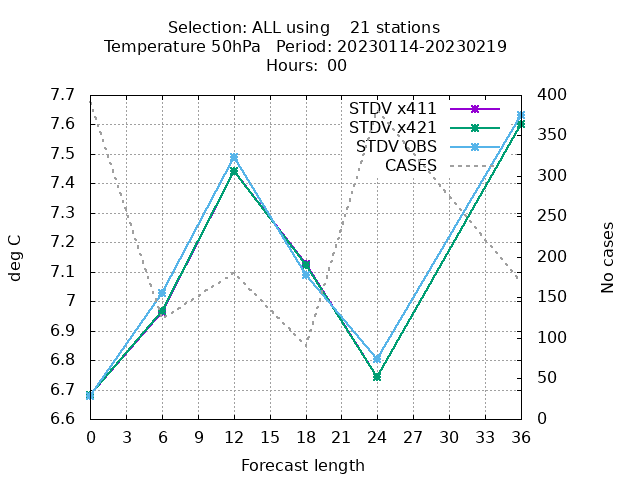 Selection: ALL using    21 stations
Temperature 50hPa   Period: 20230114-20230219
Hours: 00
7.7
7.6
7.5
7.4
7.3
7.2
7.1
7
6.9
6.8
6.7
6.6
deg C
STDV x411
STDV x421
STDV OBS
CASES
400
350
300
250
200
150
100
50
0
No cases
0 3 6 9 12 15 18 21 24 27 30 33 36
Forecast length